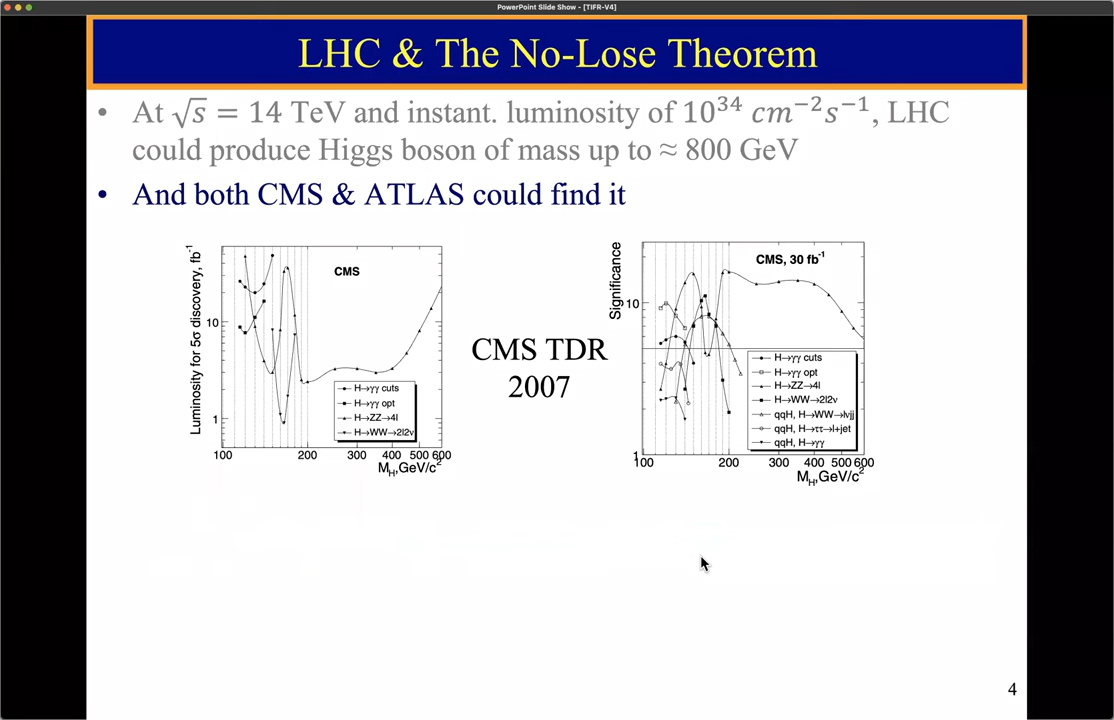 PowerPoint Slide Show - [TIFR-V4]
LHC & The No-Lose Theorem
• At √s = 14 TeV and instant. luminosity of 10³⁴ cm⁻²s⁻¹, LHC
could produce Higgs boson of mass up to ≈ 800 GeV
• And both CMS & ATLAS could find it
Luminosity for 5σ discovery, fb⁻¹
CMS
10
1
H→γγ cuts
H→γγ opt
H→ZZ→4l
H→WW→2l2ν
100 200 300 400 500 600
M_H,GeV/c²
CMS TDR
2007
Significance
CMS, 30 fb⁻¹
10
1
H→γγ cuts
H→γγ opt
H→ZZ→4l
H→WW→2l2ν
qqH, H→WW→lνjj
qqH, H→ττ→l+jet
qqH, H→γγ
100 200 300 400 500 600
M_H,GeV/c²
4